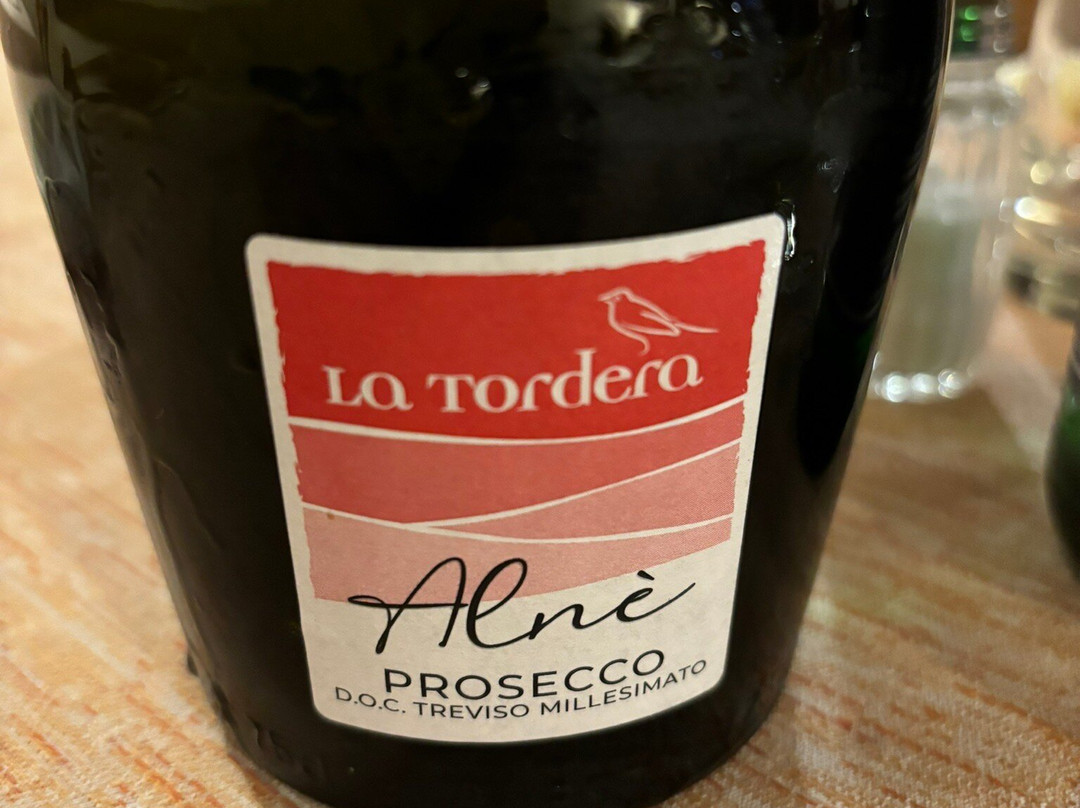 La Tordera
Alnè
PROSECCO
D.O.C. TREVISO MILLESIMATO